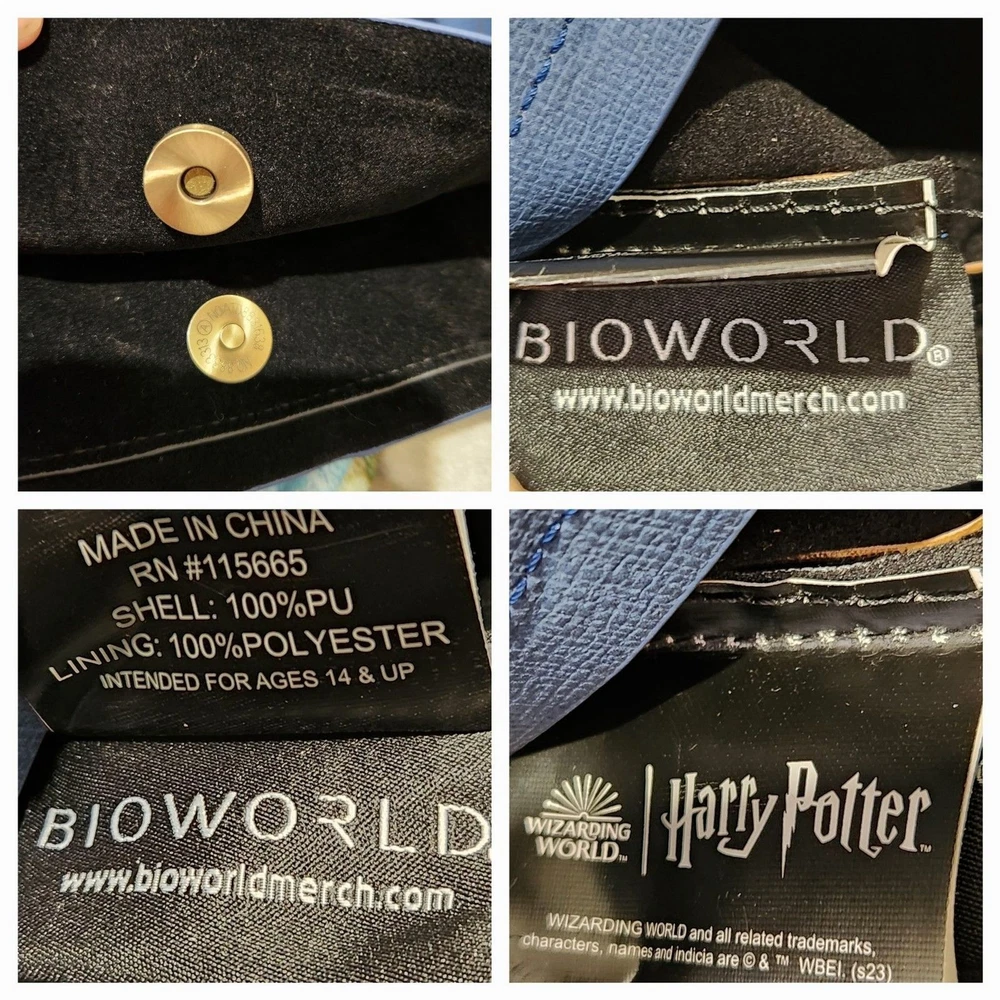 BIOWORLD®
www.bioworldmerch.com
MADE IN CHINA
RN #115665
SHELL: 100%PU
LINING: 100%POLYESTER
INTENDED FOR AGES 14 & UP
BIOWORLD
www.bioworldmerch.com
WIZARDING WORLD™ | Harry Potter™
WIZARDING WORLD and all related trademarks,
characters, names and indicia are © & ™ WBEI. (s23)